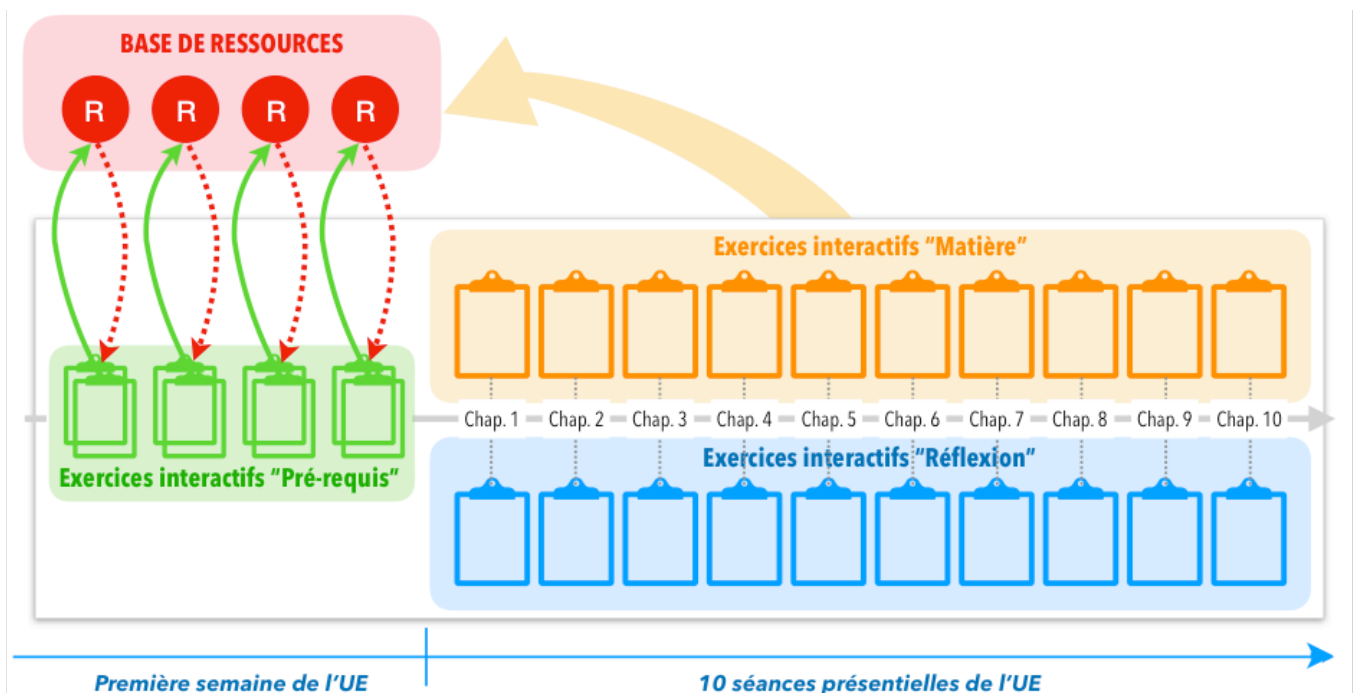 BASE DE RESSOURCES
R R R R
Exercices interactifs “Matière”
Chap. 1 Chap. 2 Chap. 3 Chap. 4 Chap. 5 Chap. 6 Chap. 7 Chap. 8 Chap. 9 Chap. 10
Exercices interactifs “Pré-requis”
Exercices interactifs “Réflexion”
Première semaine de l’UE
10 séances présentielles de l’UE